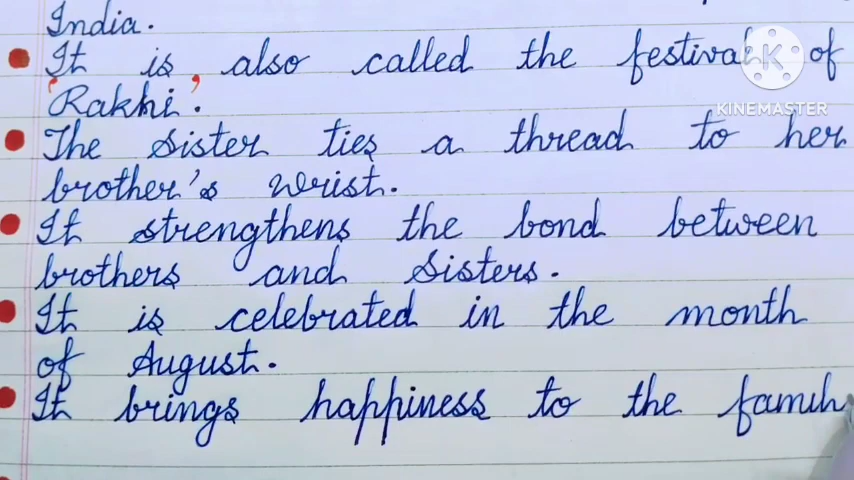 India.
It is also called the festival of
'Rakhi'.
The Sister ties a thread to her
brother's wrist.
It strengthens the bond between
brothers and Sisters.
It is celebrated in the month
of August.
It brings happiness to the
KINEMASTER